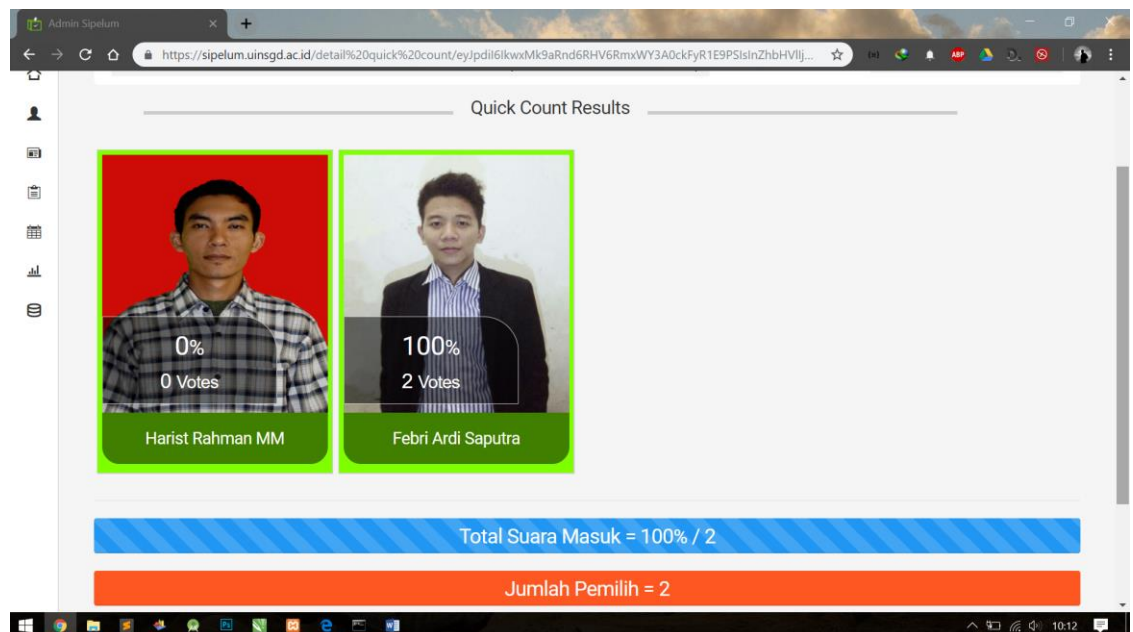 Admin Sipelum
https://sipelum.uinsgd.ac.id/detail%20quick%20count/eyJpdiI6IkwxMk9aRnd6RHV6RmxWY3A0ckFyR1E9PSIsInZhbHVlIj...
ABP
Quick Count Results
0%
0 Votes
Harist Rahman MM
100%
2 Votes
Febri Ardi Saputra
Total Suara Masuk = 100% / 2
Jumlah Pemilih = 2
10:12